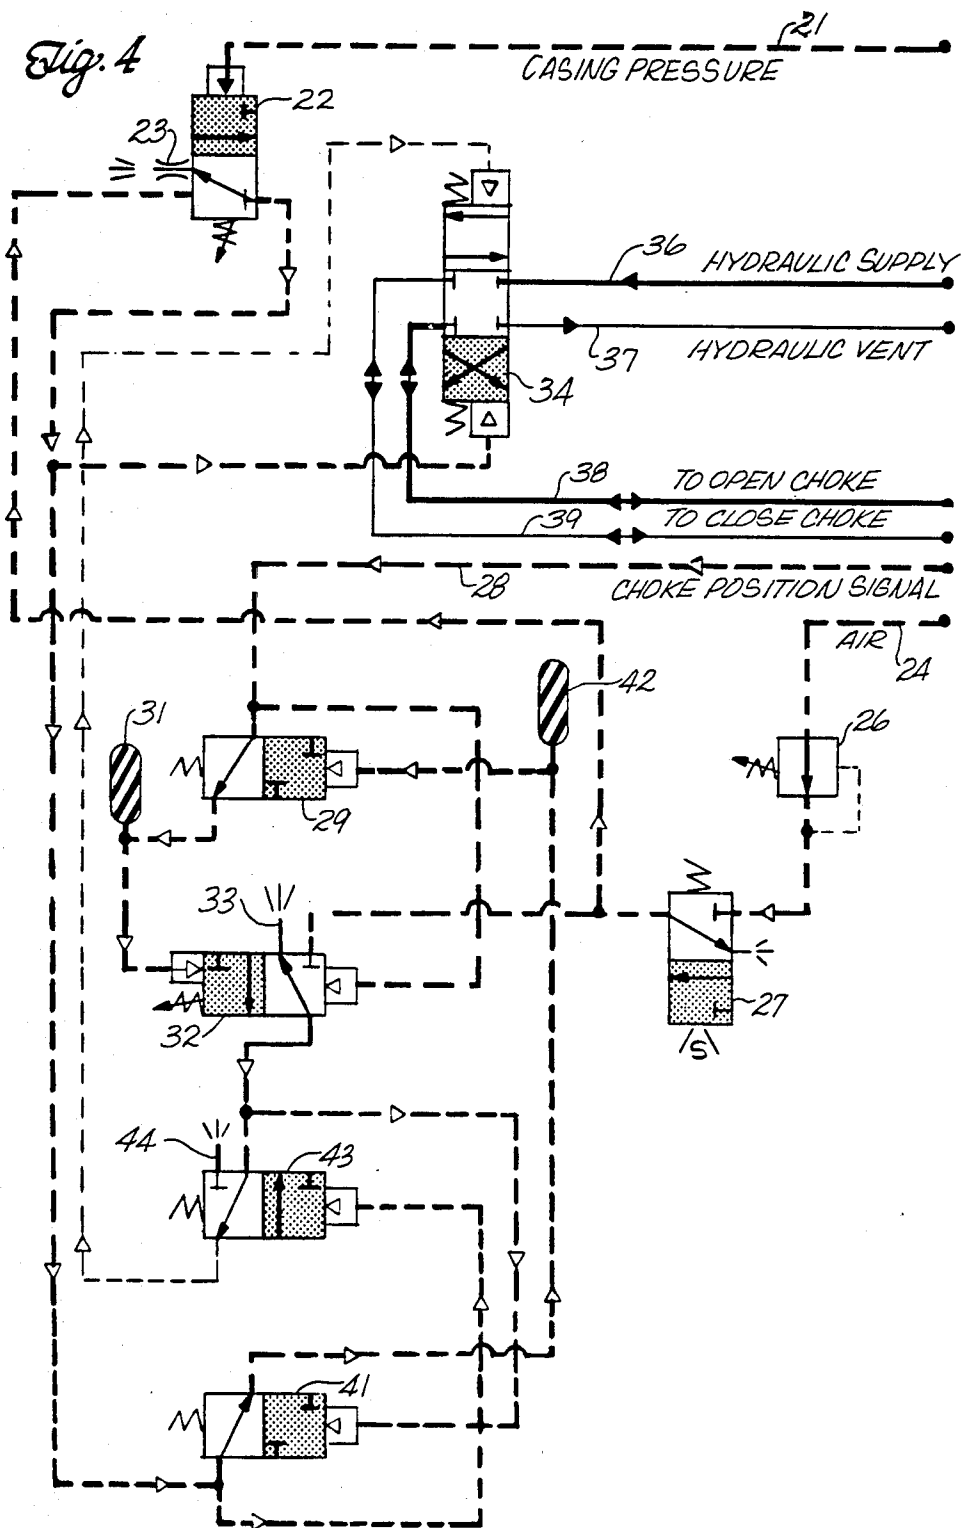 Fig. 4
21
CASING PRESSURE
22
23
36
HYDRAULIC SUPPLY
37
HYDRAULIC VENT
34
38
TO OPEN CHOKE
39
TO CLOSE CHOKE
28
CHOKE POSITION SIGNAL
AIR
24
42
31
26
29
33
27
32
S
44
43
41